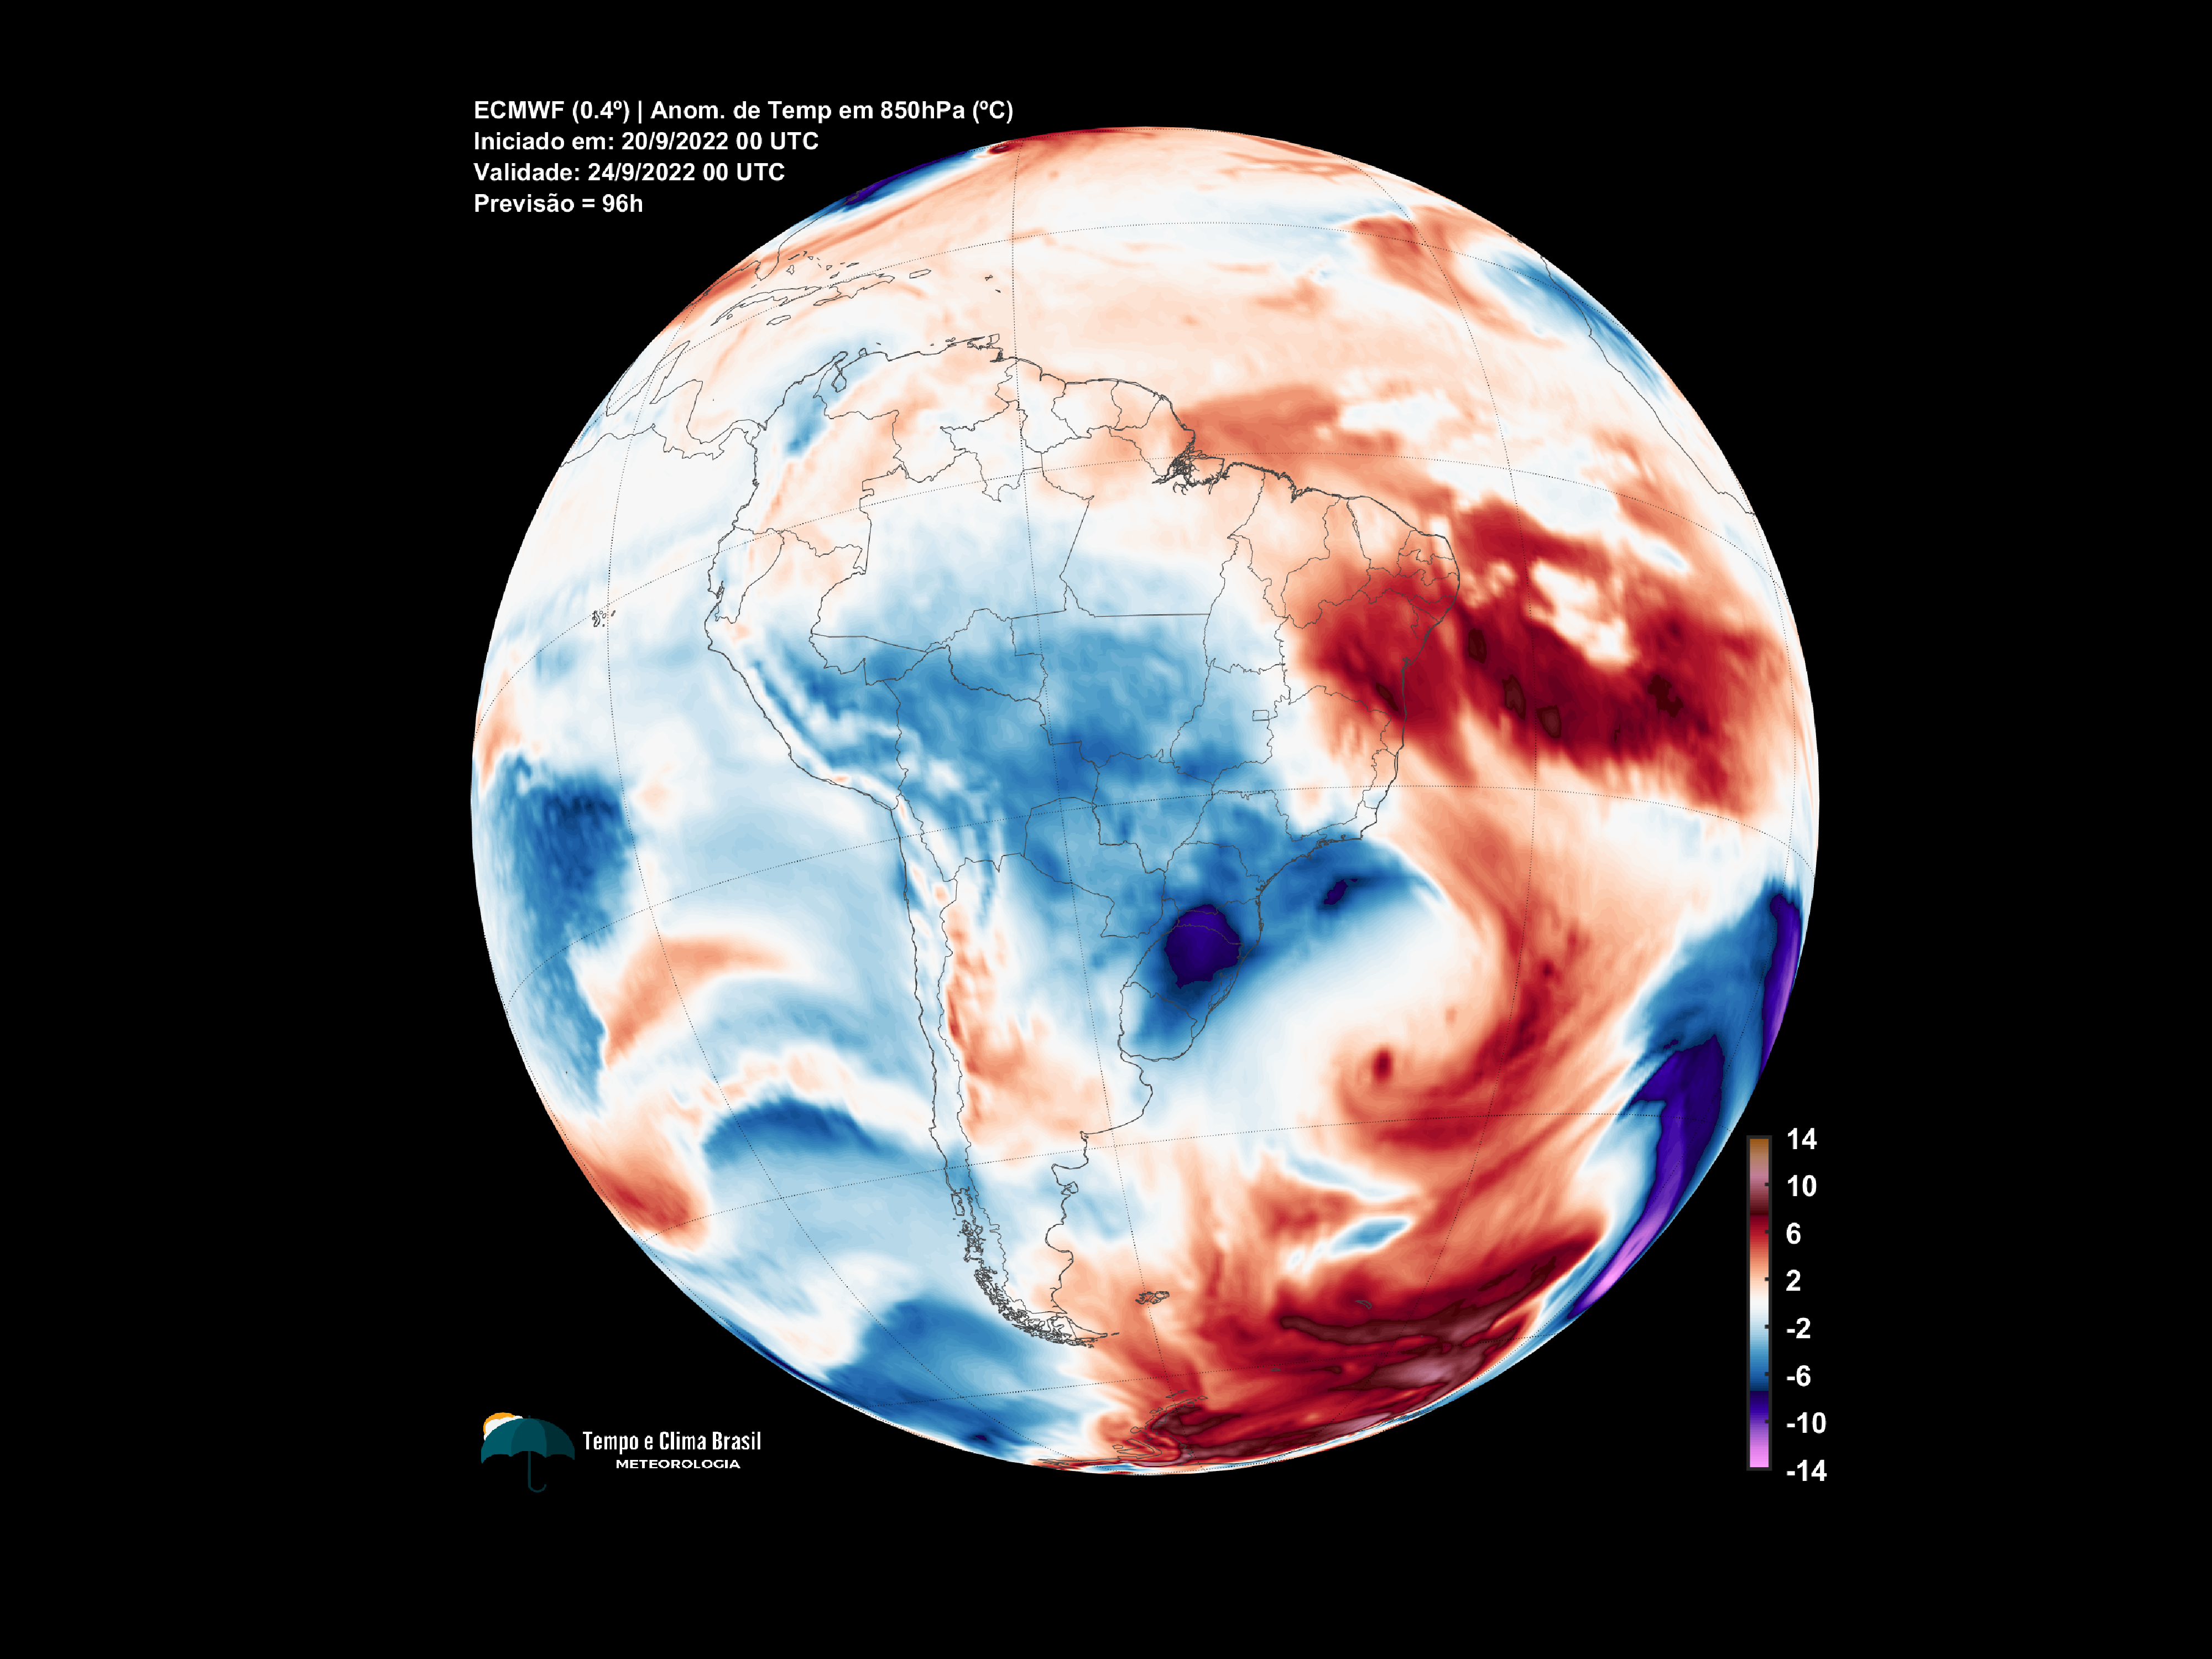 ECMWF (0.4º) | Anom. de Temp em 850hPa (ºC)
Iniciado em: 20/9/2022 00 UTC
Validade: 24/9/2022 00 UTC
Previsão = 96h
14
10
6
2
-2
-6
-10
-14
Tempo e Clima Brasil
METEOROLOGIA